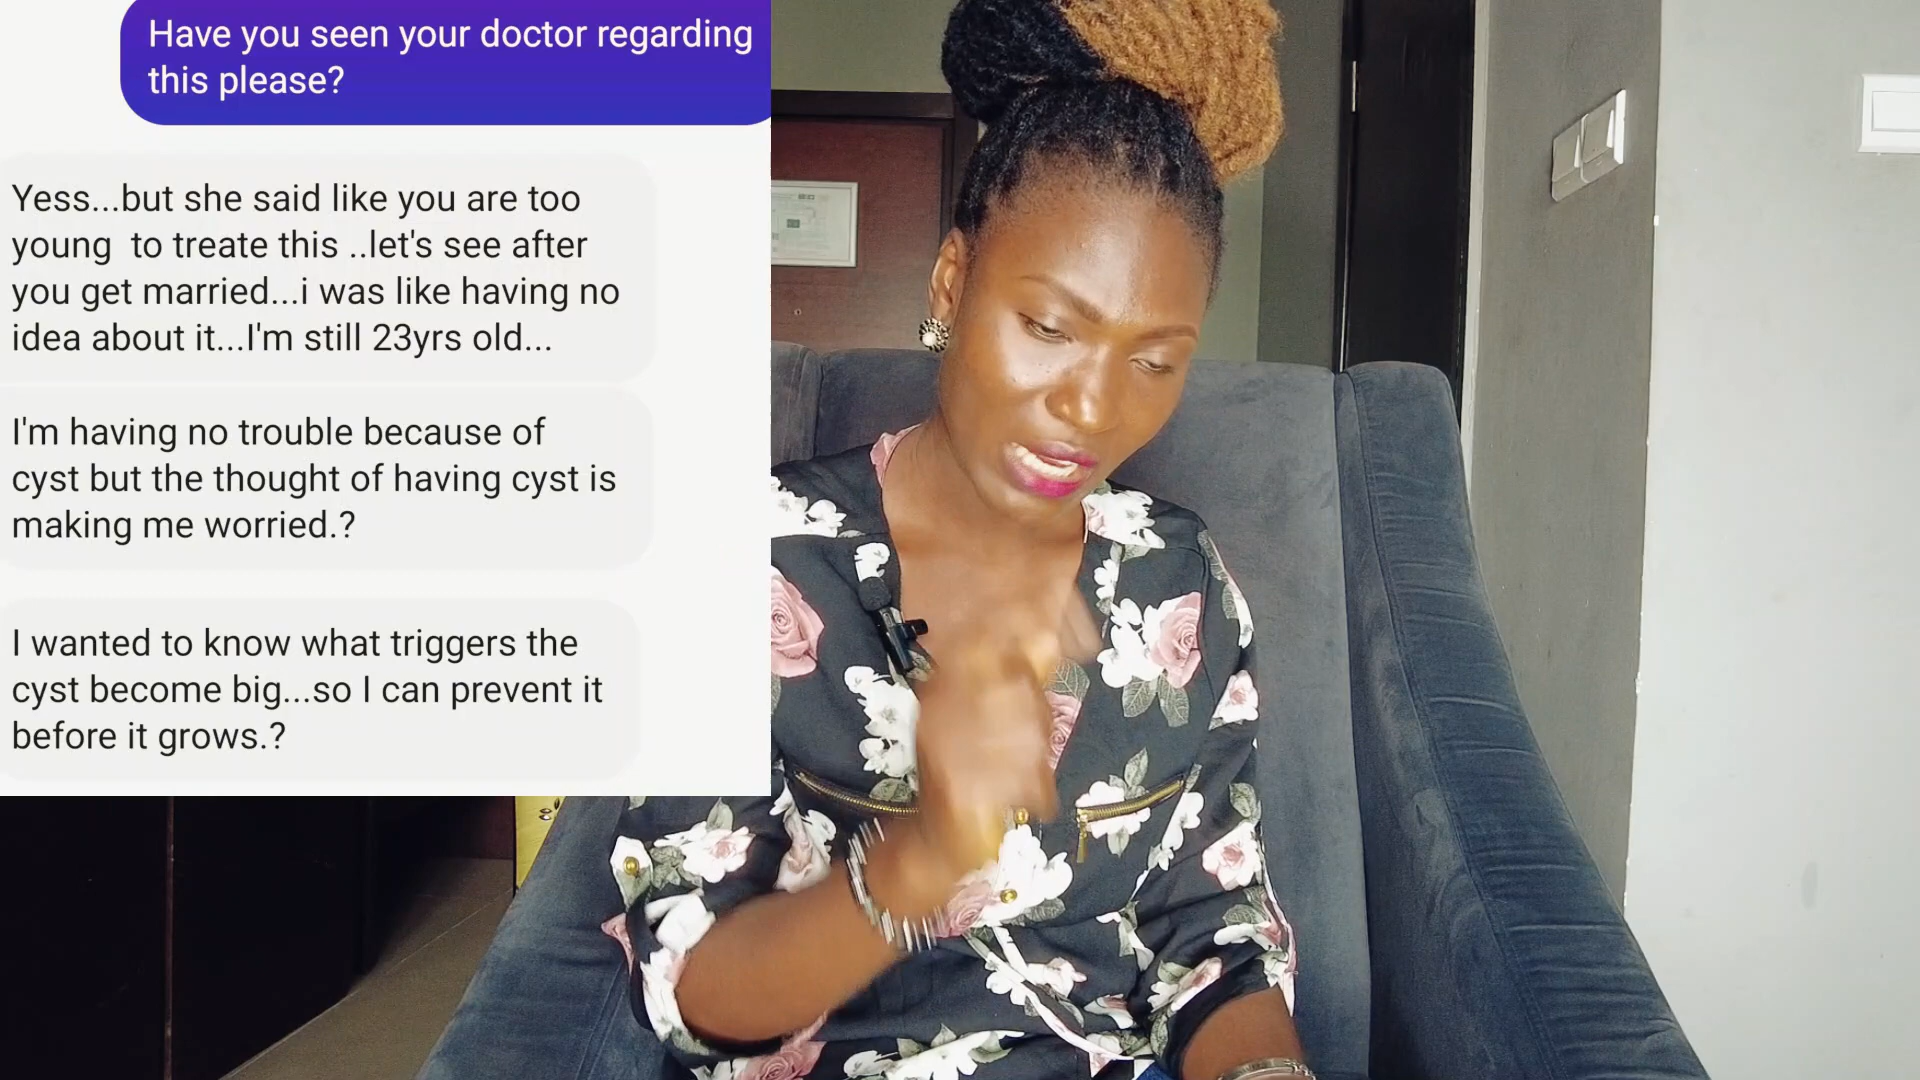 Have you seen your doctor regarding
this please?
Yess...but she said like you are too
young  to treate this ..let's see after
you get married...i was like having no
idea about it...I'm still 23yrs old...
I'm having no trouble because of
cyst but the thought of having cyst is
making me worried.?
I wanted to know what triggers the
cyst become big...so I can prevent it
before it grows.?